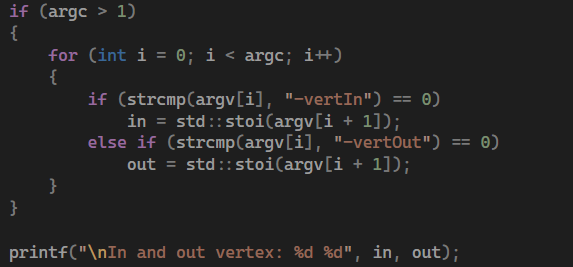 if (argc > 1)
{
    for (int i = 0; i < argc; i++)
    {
        if (strcmp(argv[i], "-vertIn") == 0)
            in = std::stoi(argv[i + 1]);
        else if (strcmp(argv[i], "-vertOut") == 0)
            out = std::stoi(argv[i + 1]);
    }
}

printf("\nIn and out vertex: %d %d", in, out);